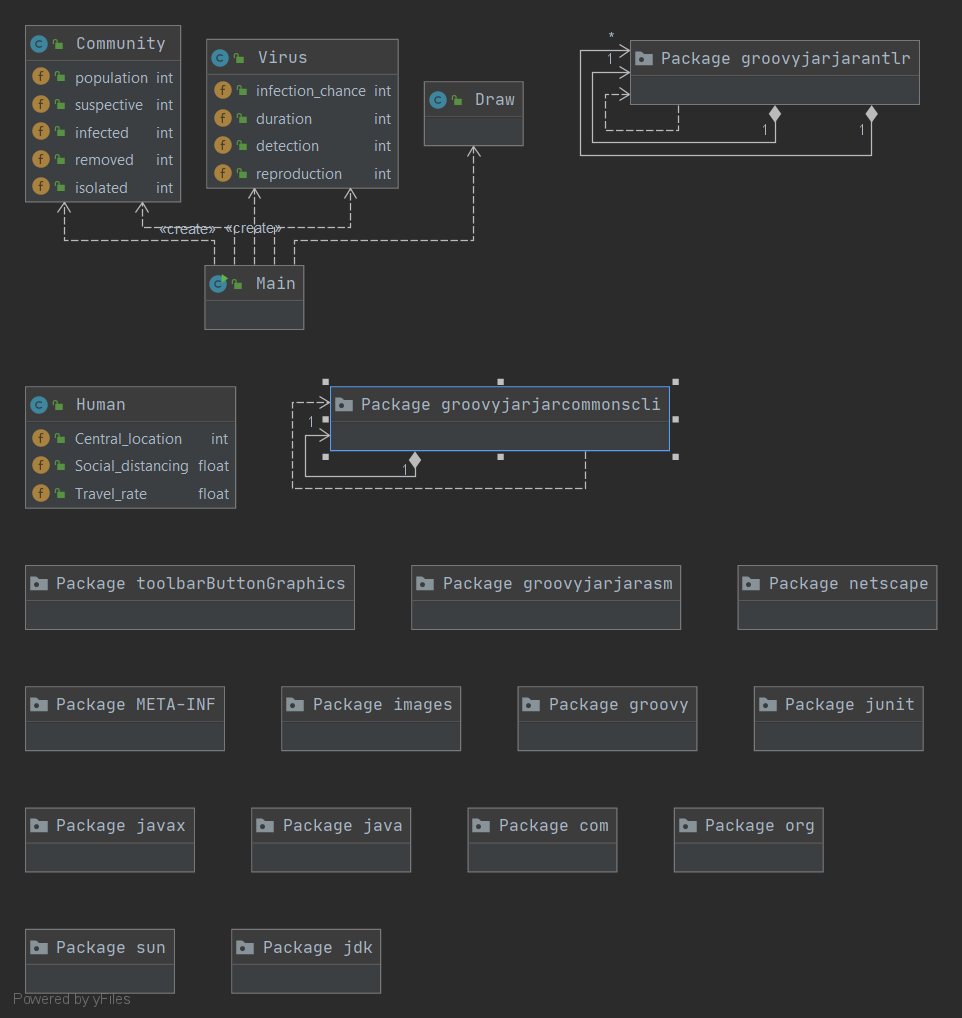 Community
population int
suspective int
infected int
removed int
isolated int
Virus
infection_chance int
duration int
detection int
reproduction int
Draw
*
1
Package groovyjarjarantlr
1
1
«create»
«create»
Main
Human
Central_location int
Social_distancing float
Travel_rate float
Package groovyjarjarcommonscli
1
1
Package toolbarButtonGraphics
Package groovyjarjarasm
Package netscape
Package META-INF
Package images
Package groovy
Package junit
Package javax
Package java
Package com
Package org
Package sun
Package jdk
Powered by yFiles